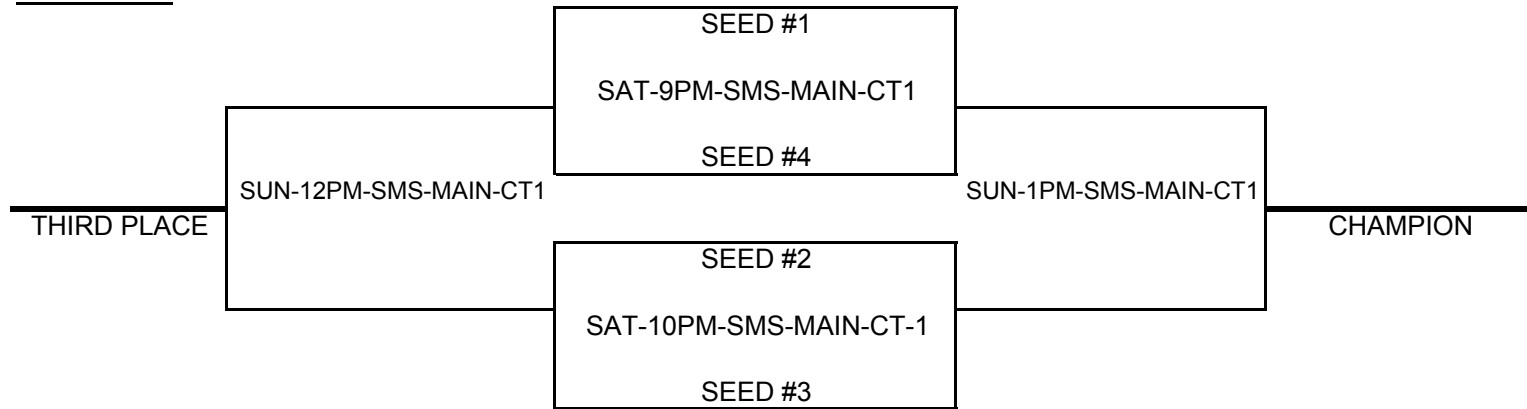 SEED #1
SAT-9PM-SMS-MAIN-CT1
SEED #4
SUN-12PM-SMS-MAIN-CT1
SUN-1PM-SMS-MAIN-CT1
THIRD PLACE
CHAMPION
SEED #2
SAT-10PM-SMS-MAIN-CT-1
SEED #3